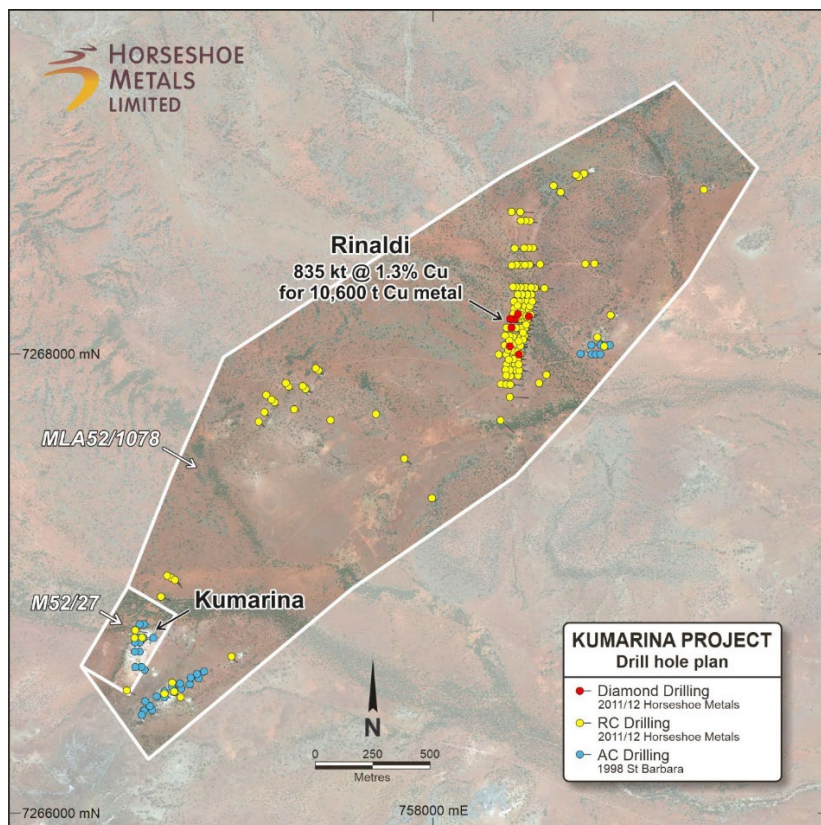 HORSESHOE
METALS
LIMITED
Rinaldi
835 kt @ 1.3% Cu
for 10,600 t Cu metal
7268000 mN
MLA52/1078
M52/27
Kumarina
KUMARINA PROJECT
Drill hole plan
Diamond Drilling
2011/12 Horseshoe Metals
RC Drilling
2011/12 Horseshoe Metals
AC Drilling
1998 St Barbara
N
0 250 500
Metres
7266000 mN
758000 mE